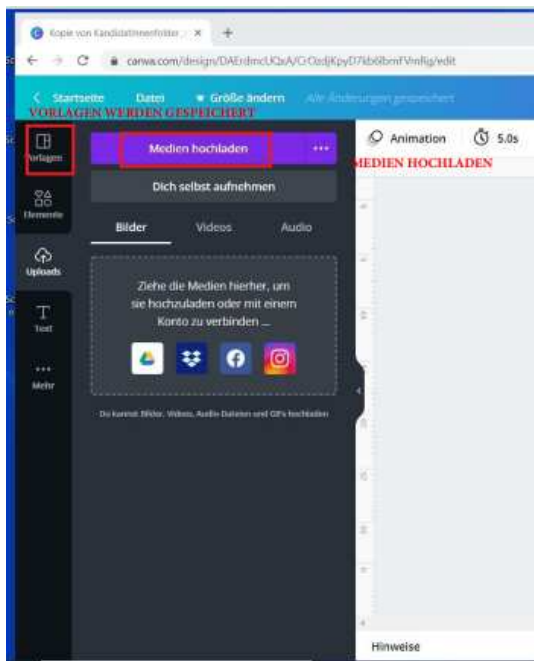 Kopie von KandidatInnenfolder
canva.com/design/
Startseite Datei Größe ändern Alle Änderungen gespeichert
VORLAGEN WERDEN GESPEICHERT
Vorlagen
Medien hochladen
Animation 5.0s
MEDIEN HOCHLADEN
Dich selbst aufnehmen
Elemente
Bilder Videos Audio
Uploads
Ziehe die Medien hierher, um
sie hochzuladen oder mit einem
Konto zu verbinden ...
Text
Mehr
Du kannst Bilder, Videos, Audio-Dateien und GIFs hochladen
Hinweise